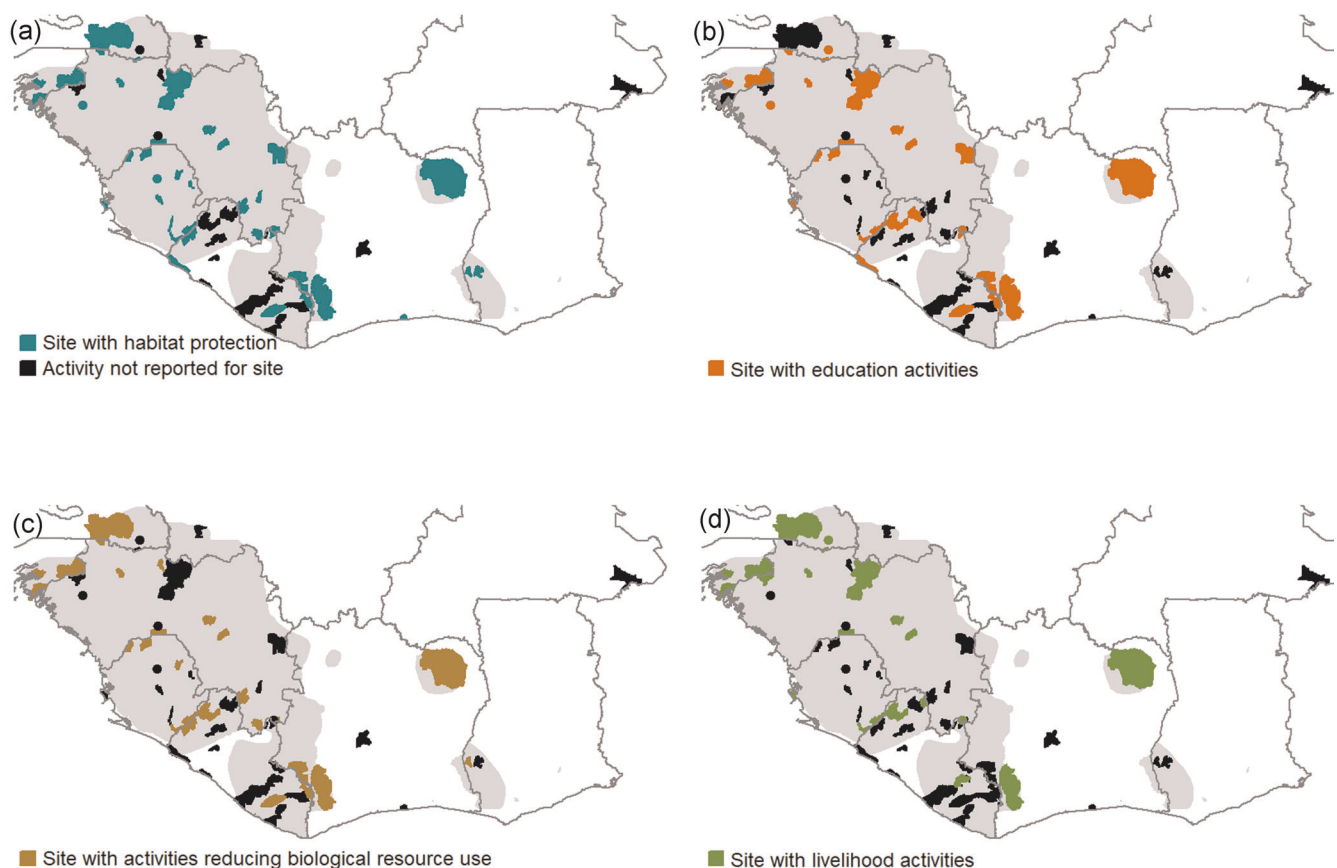 (a)
(b)
Site with habitat protection
Activity not reported for site
Site with education activities
(c)
(d)
Site with activities reducing biological resource use
Site with livelihood activities